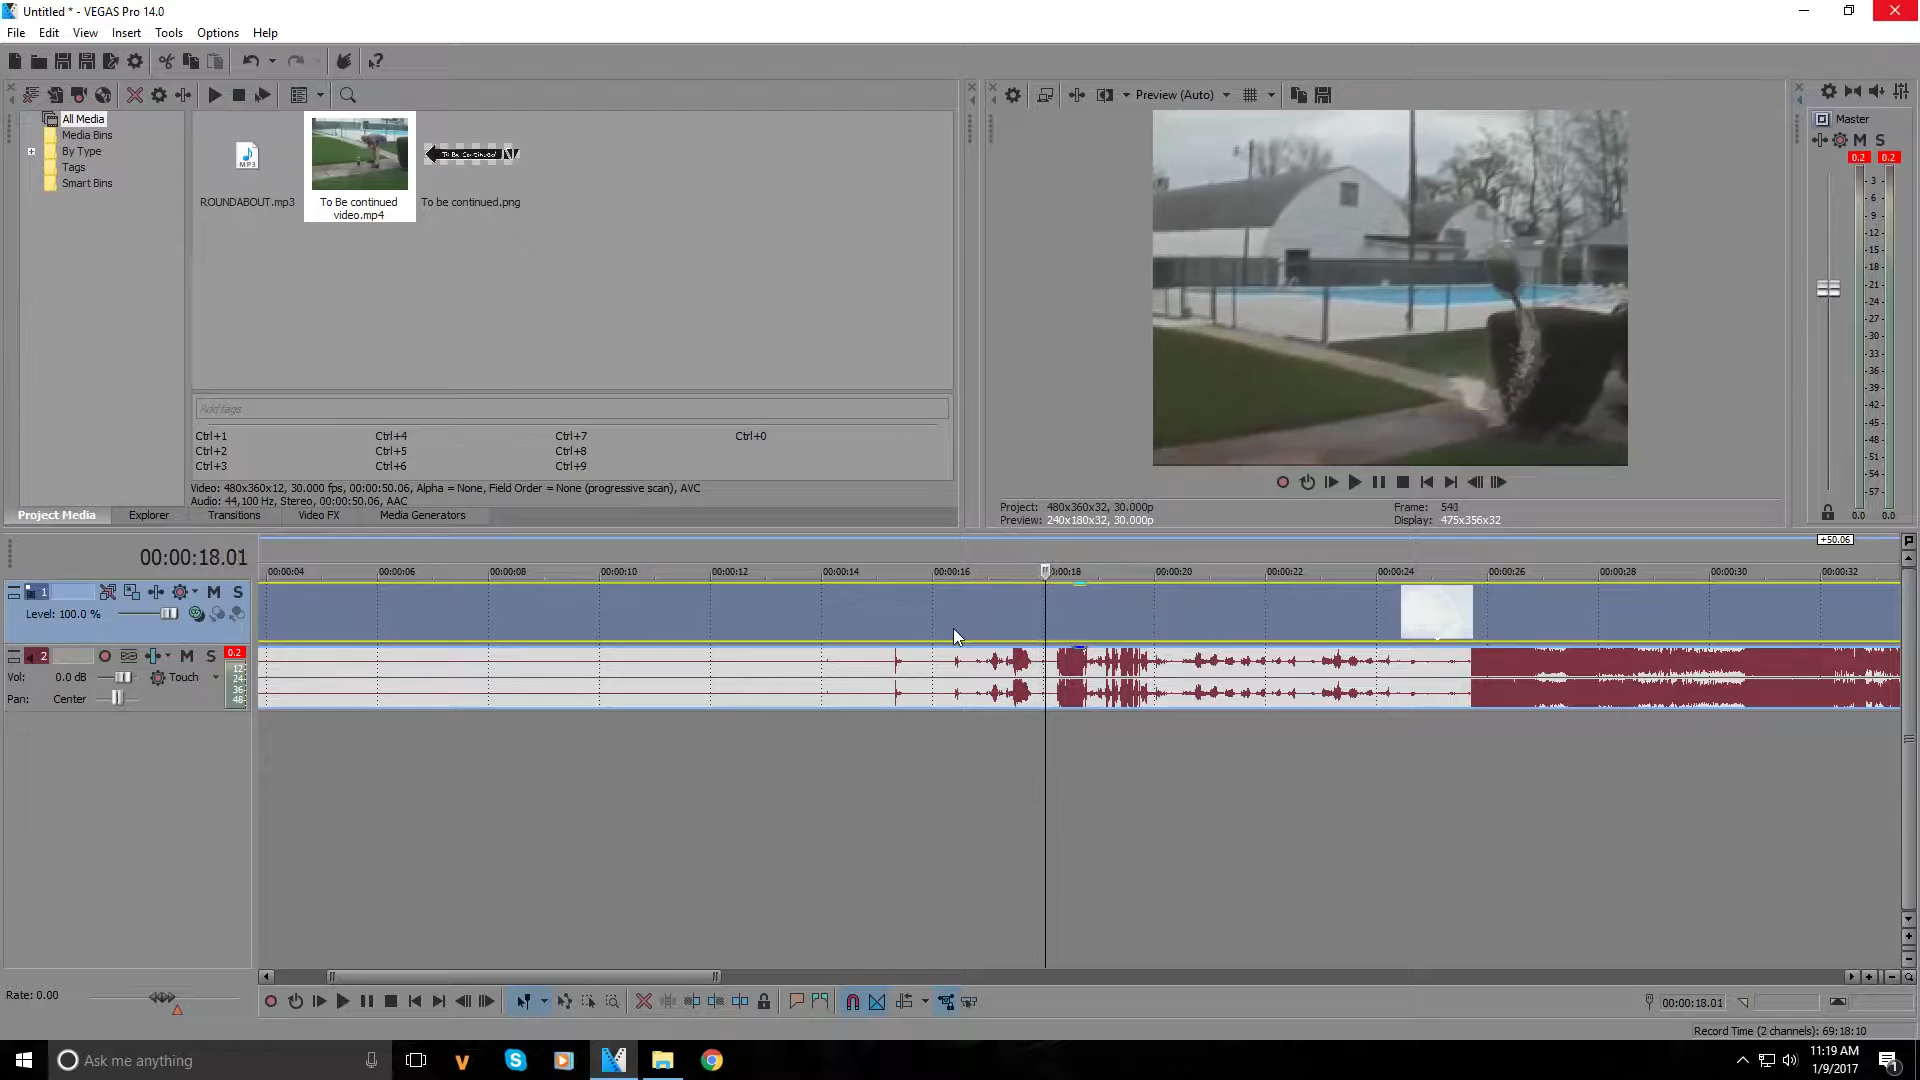 Untitled * - VEGAS Pro 14.0
File Edit View Insert Tools Options Help
Preview (Auto)
All Media
Media Bins
By Type
Tags
Smart Bins
MP3
ROUNDABOUT.mp3
To Be continued
video.mp4
To Be Continued
To be continued.png
Master
M S
0.2 0.2
3
6
9
12
15
18
21
24
27
30
33
36
39
42
45
48
51
54
57
0.0 0.0
Add tags
Ctrl+1 Ctrl+4 Ctrl+7 Ctrl+0
Ctrl+2 Ctrl+5 Ctrl+8
Ctrl+3 Ctrl+6 Ctrl+9
Video: 480x360x12, 30.000 fps, 00:00:50.06, Alpha = None, Field Order = None (progressive scan), AVC
Audio: 44,100 Hz, Stereo, 00:00:50.06, AAC
Project Media Explorer Transitions Video FX Media Generators
Project: 480x360x32, 30.000p Frame: 541
Preview: 240x180x32, 30.000p Display: 475x356x32
+50.06
00:00:18.01
00:00:04 00:00:06 00:00:08 00:00:10 00:00:12 00:00:14 00:00:16 0:00:18 00:00:20 00:00:22 00:00:24 00:00:26 00:00:28 00:00:30 00:00:32
1 M S
Level: 100.0 %
2 M S 0.2
Vol: 0.0 dB Touch
Pan: Center
12
24
36
48
Rate: 0.00
00:00:18.01
Record Time (2 channels): 69:18:10
Ask me anything
11:19 AM
1/9/2017
1